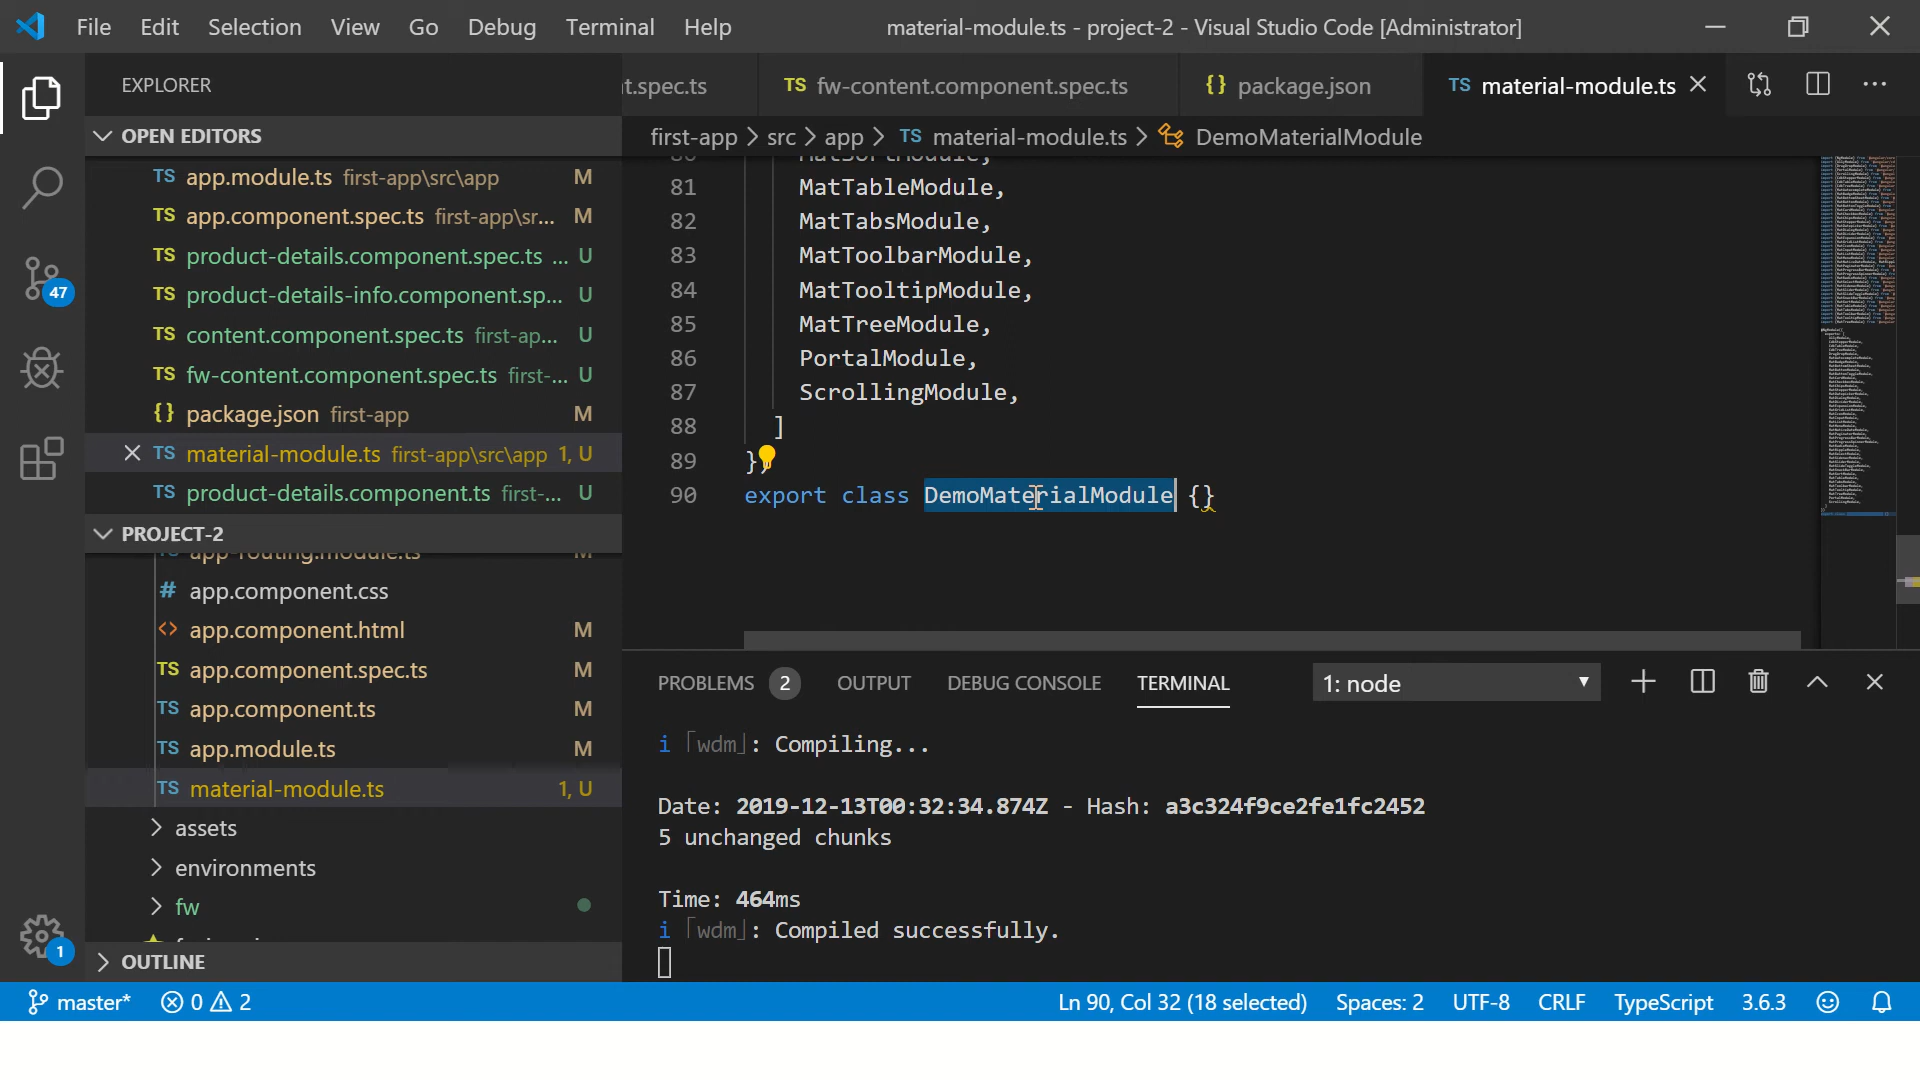 File Edit Selection View Go Debug Terminal Help
material-module.ts - project-2 - Visual Studio Code [Administrator]
EXPLORER
t.spec.ts
TS fw-content.component.spec.ts
{} package.json
TS material-module.ts
OPEN EDITORS
first-app > src > app > TS material-module.ts > DemoMaterialModule
TS app.module.ts first-app\src\app M
TS app.component.spec.ts first-app\sr... M
TS product-details.component.spec.ts ... U
TS product-details-info.component.sp... U
TS content.component.spec.ts first-ap... U
TS fw-content.component.spec.ts first-... U
{} package.json first-app M
TS material-module.ts first-app\src\app 1, U
TS product-details.component.ts first-... U
47
PROJECT-2
app-routing.module.ts M
# app.component.css
<> app.component.html M
TS app.component.spec.ts M
TS app.component.ts M
TS app.module.ts M
TS material-module.ts 1, U
assets
environments
fw
OUTLINE
1
80 MatSortModule,
81 MatTableModule,
82 MatTabsModule,
83 MatToolbarModule,
84 MatTooltipModule,
85 MatTreeModule,
86 PortalModule,
87 ScrollingModule,
88 ]
89 })
90 export class DemoMaterialModule {}
PROBLEMS 2 OUTPUT DEBUG CONSOLE TERMINAL 1: node
i ｢wdm｣: Compiling...
Date: 2019-12-13T00:32:34.874Z - Hash: a3c324f9ce2fe1fc2452
5 unchanged chunks
Time: 464ms
i ｢wdm｣: Compiled successfully.
master* 0 2 Ln 90, Col 32 (18 selected) Spaces: 2 UTF-8 CRLF TypeScript 3.6.3